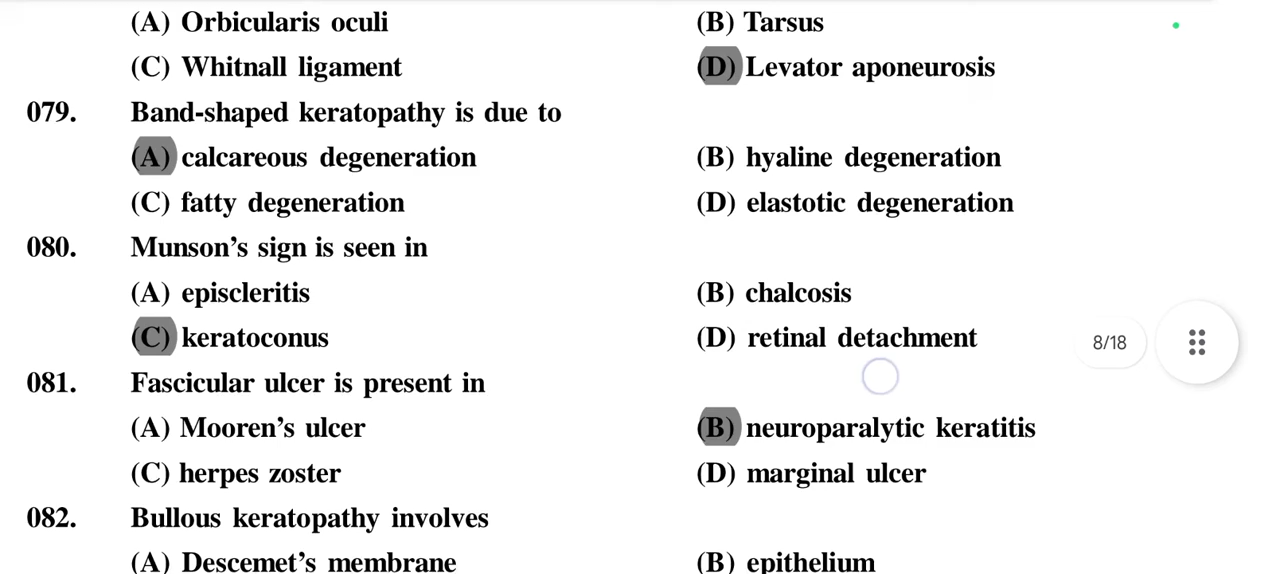 (A) Orbicularis oculi (B) Tarsus
(C) Whitnall ligament (D) Levator aponeurosis
079. Band-shaped keratopathy is due to
(A) calcareous degeneration (B) hyaline degeneration
(C) fatty degeneration (D) elastotic degeneration
080. Munson's sign is seen in
(A) episcleritis (B) chalcosis
(C) keratoconus (D) retinal detachment
8/18
081. Fascicular ulcer is present in
(A) Mooren's ulcer (B) neuroparalytic keratitis
(C) herpes zoster (D) marginal ulcer
082. Bullous keratopathy involves
(A) Descemet's membrane (B) epithelium